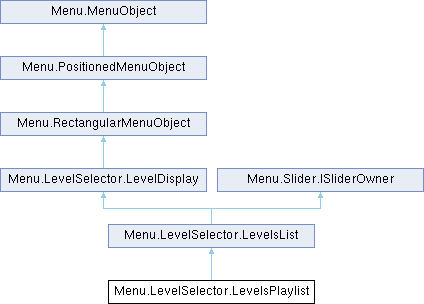 Menu.MenuObject
Menu.PositionedMenuObject
Menu.RectangularMenuObject
Menu.LevelSelector.LevelDisplay
Menu.Slider.ISliderOwner
Menu.LevelSelector.LevelsList
Menu.LevelSelector.LevelsPlaylist